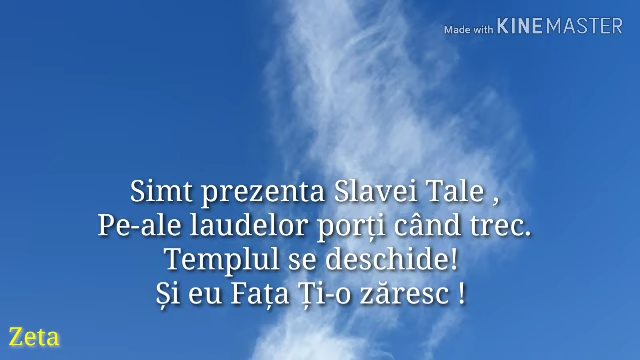 Made with KINEMASTER
Simt prezenta Slavei Tale ,
Pe-ale laudelor porți când trec.
Templul se deschide!
Și eu Fața Ți-o zăresc !
Zeta